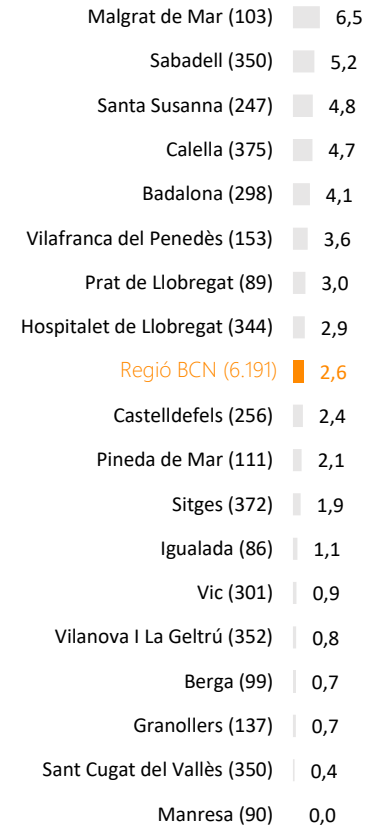 Malgrat de Mar (103) 6,5
Sabadell (350) 5,2
Santa Susanna (247) 4,8
Calella (375) 4,7
Badalona (298) 4,1
Vilafranca del Penedès (153) 3,6
Prat de Llobregat (89) 3,0
Hospitalet de Llobregat (344) 2,9
Regió BCN (6.191) 2,6
Castelldefels (256) 2,4
Pineda de Mar (111) 2,1
Sitges (372) 1,9
Igualada (86) 1,1
Vic (301) 0,9
Vilanova I La Geltrú (352) 0,8
Berga (99) 0,7
Granollers (137) 0,7
Sant Cugat del Vallès (350) 0,4
Manresa (90) 0,0